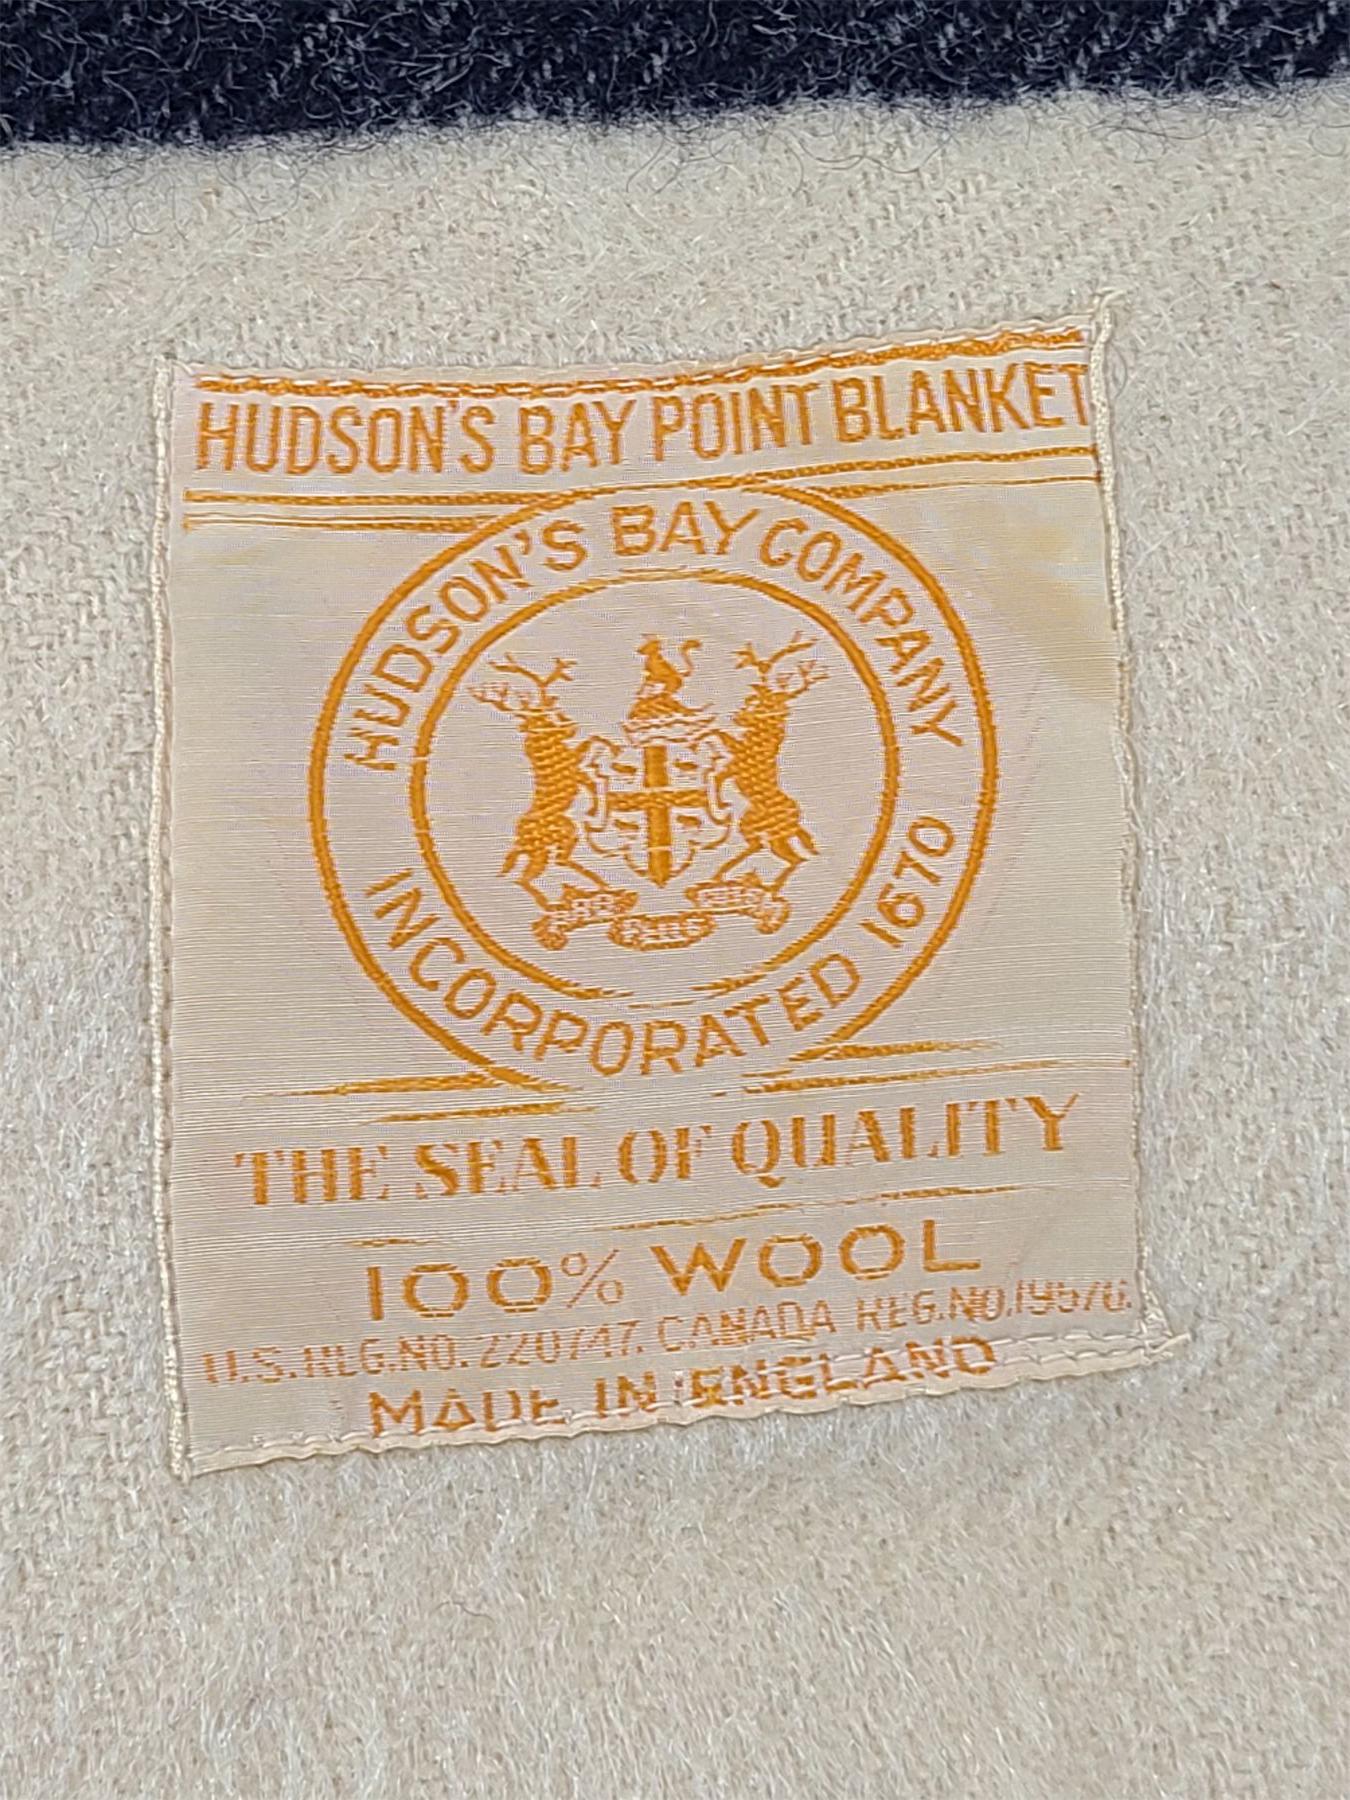 HUDSON'S BAY POINT BLANKET
HUDSON'S BAY COMPANY
INCORPORATED 1670
THE SEAL OF QUALITY
100% WOOL
U.S. REG. NO. 220747. CANADA REG. NO. 19576.
MADE IN ENGLAND